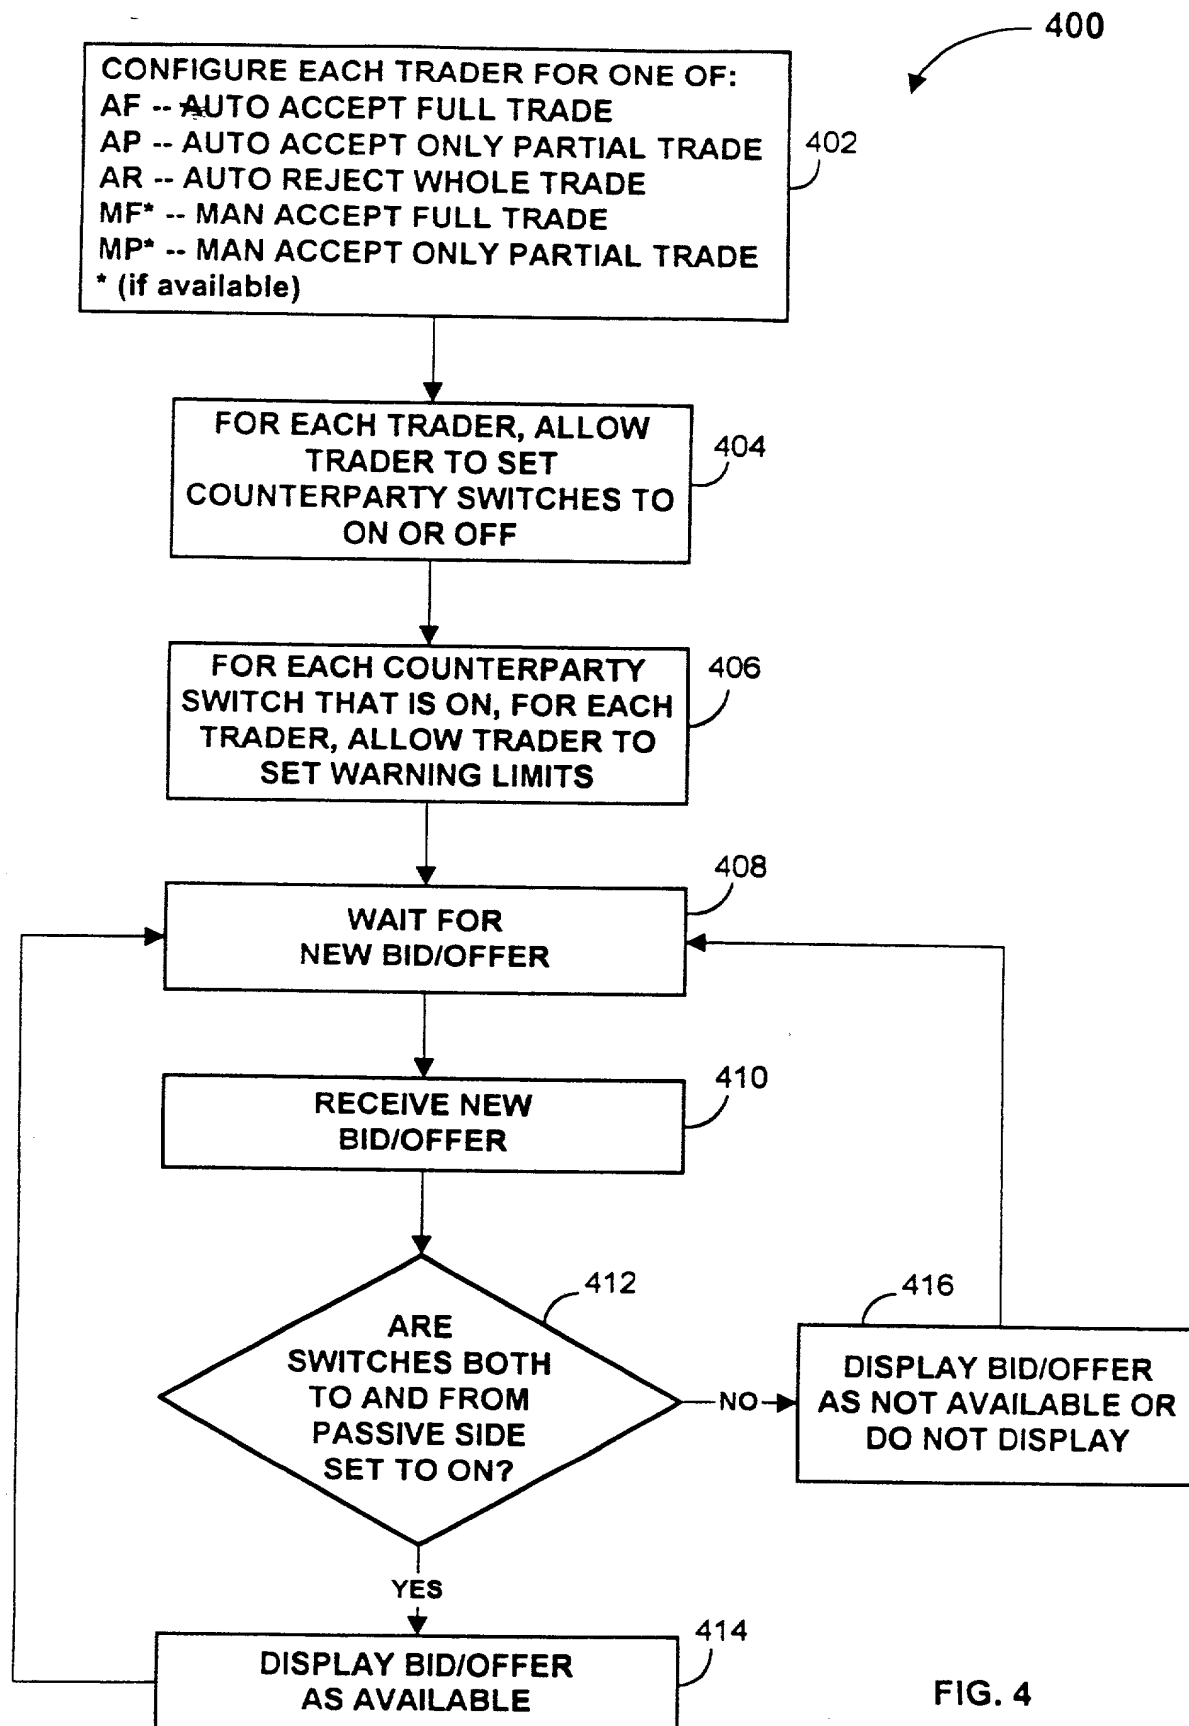 400
CONFIGURE EACH TRADER FOR ONE OF:
AF -- AUTO ACCEPT FULL TRADE
AP -- AUTO ACCEPT ONLY PARTIAL TRADE
AR -- AUTO REJECT WHOLE TRADE
MF* -- MAN ACCEPT FULL TRADE
MP* -- MAN ACCEPT ONLY PARTIAL TRADE
* (if available)
402
FOR EACH TRADER, ALLOW
TRADER TO SET
COUNTERPARTY SWITCHES TO
ON OR OFF
404
FOR EACH COUNTERPARTY
SWITCH THAT IS ON, FOR EACH
TRADER, ALLOW TRADER TO
SET WARNING LIMITS
406
WAIT FOR
NEW BID/OFFER
408
RECEIVE NEW
BID/OFFER
410
ARE
SWITCHES BOTH
TO AND FROM
PASSIVE SIDE
SET TO ON?
412
NO
DISPLAY BID/OFFER
AS NOT AVAILABLE OR
DO NOT DISPLAY
416
YES
DISPLAY BID/OFFER
AS AVAILABLE
414
FIG. 4